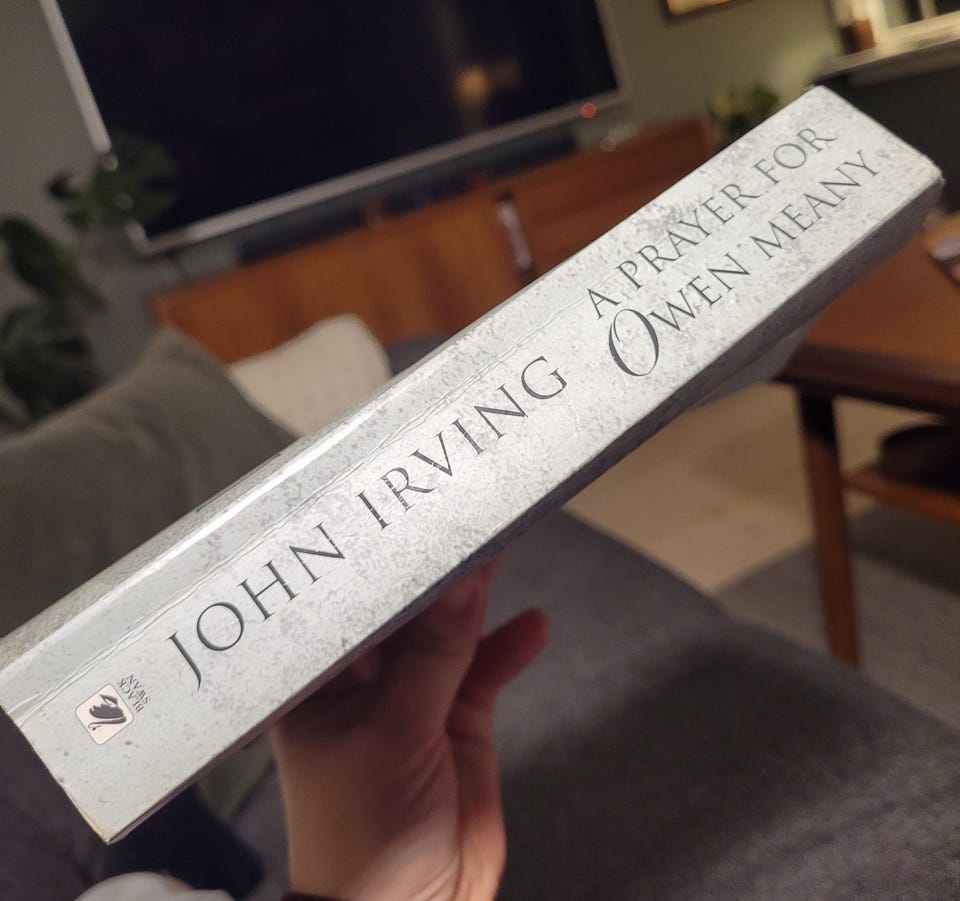 JOHN IRVING
A PRAYER FOR
OWEN MEANY
BLACK
SWAN